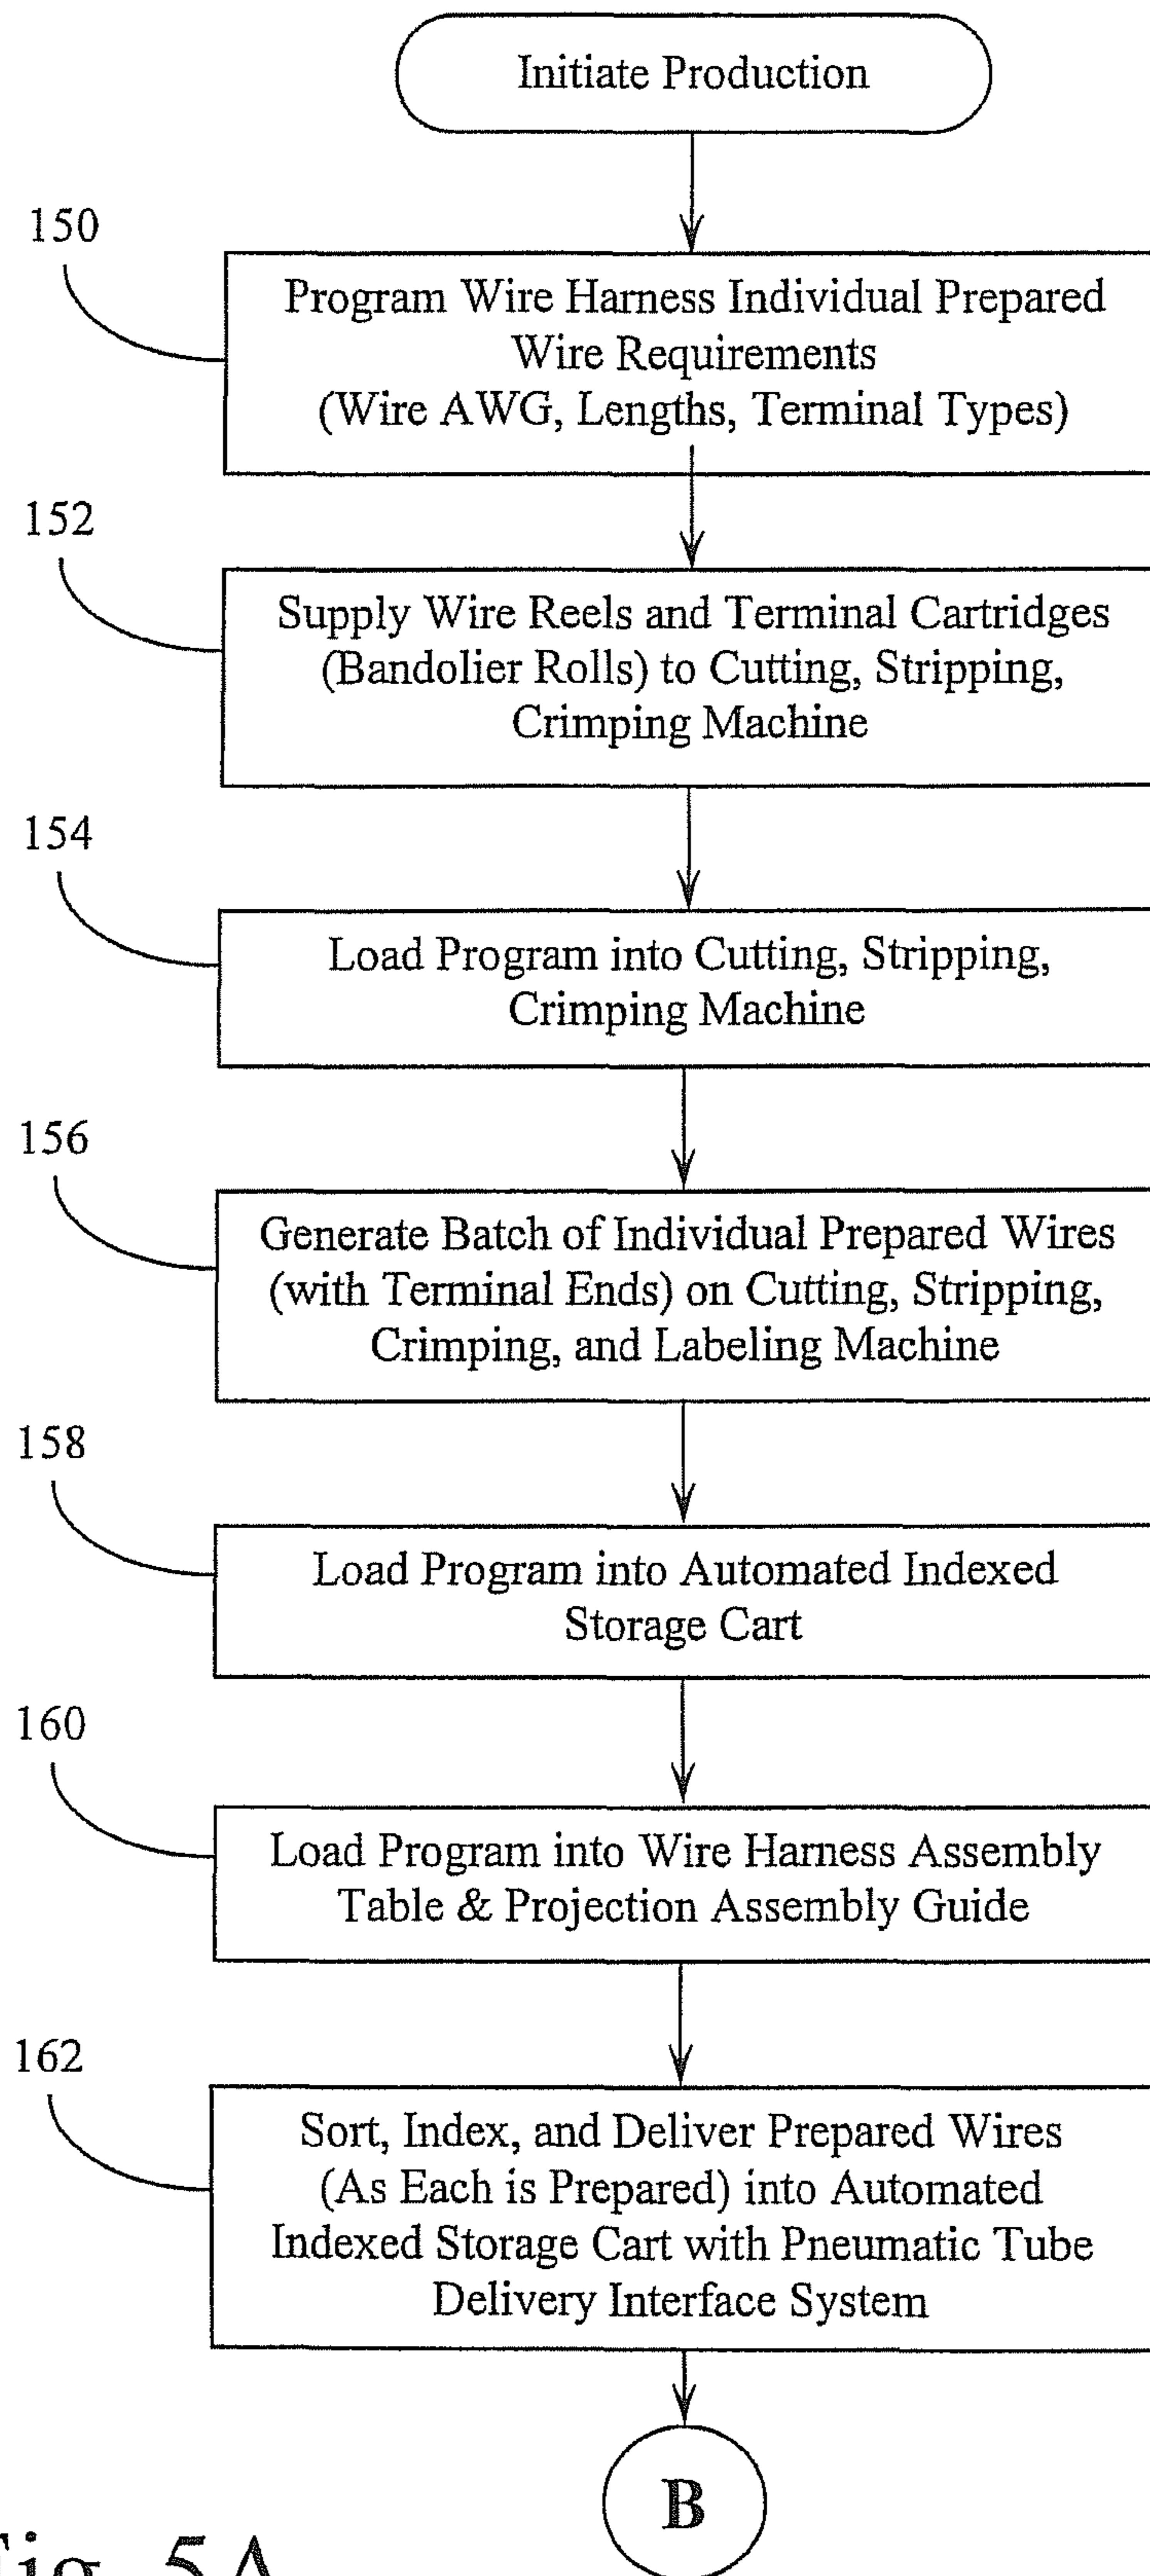 Initiate Production
150
Program Wire Harness Individual Prepared
Wire Requirements
(Wire AWG, Lengths, Terminal Types)
152
Supply Wire Reels and Terminal Cartridges
(Bandolier Rolls) to Cutting, Stripping,
Crimping Machine
154
Load Program into Cutting, Stripping,
Crimping Machine
156
Generate Batch of Individual Prepared Wires
(with Terminal Ends) on Cutting, Stripping,
Crimping, and Labeling Machine
158
Load Program into Automated Indexed
Storage Cart
160
Load Program into Wire Harness Assembly
Table & Projection Assembly Guide
162
Sort, Index, and Deliver Prepared Wires
(As Each is Prepared) into Automated
Indexed Storage Cart with Pneumatic Tube
Delivery Interface System
B
Fig. 5A